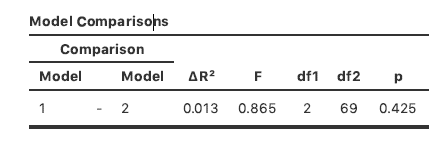 Model Comparisons
Comparison
Model Model ΔR² F df1 df2 p
1 - 2 0.013 0.865 2 69 0.425